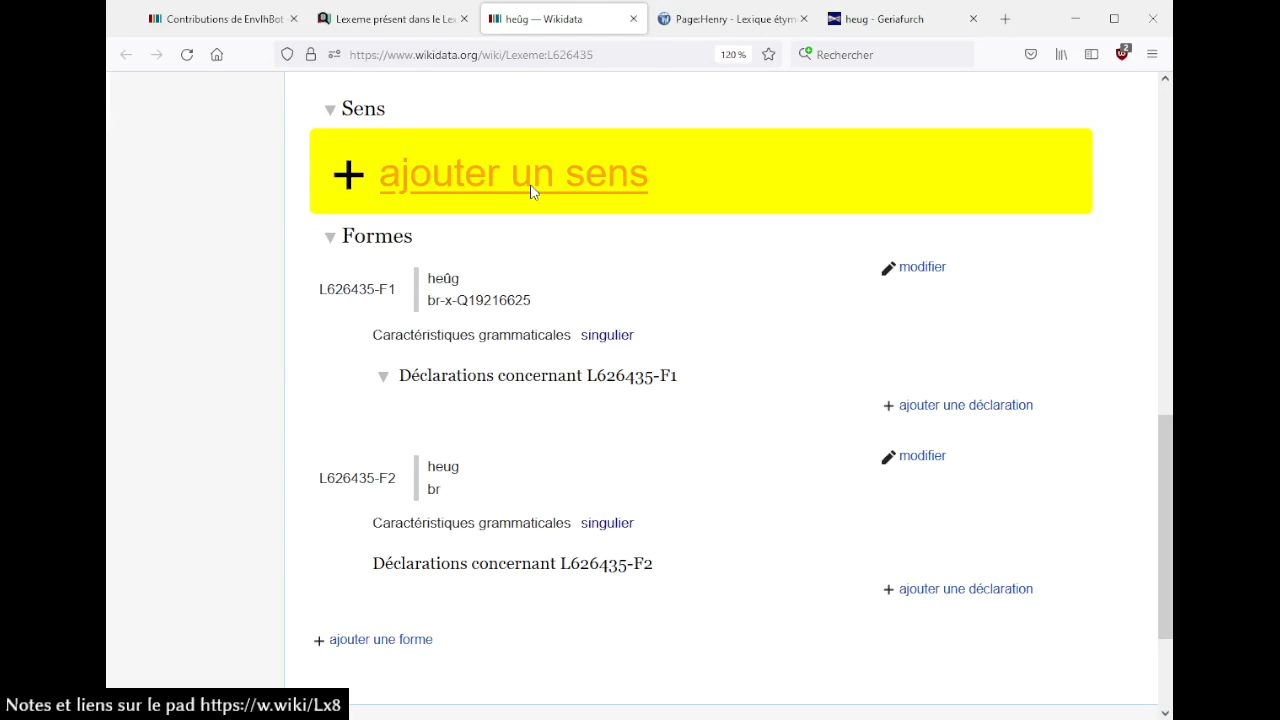 Contributions de EnvlhBot
Lexeme présent dans le Lex
heûg — Wikidata
Page:Henry - Lexique étym
heug - Geriafurch
https://www.wikidata.org/wiki/Lexeme:L626435
120 %
Rechercher
2
Sens
+ ajouter un sens
Formes
L626435-F1
heûg
br-x-Q19216625
modifier
Caractéristiques grammaticales singulier
Déclarations concernant L626435-F1
+ ajouter une déclaration
L626435-F2
heug
br
modifier
Caractéristiques grammaticales singulier
Déclarations concernant L626435-F2
+ ajouter une déclaration
+ ajouter une forme
Notes et liens sur le pad https://w.wiki/Lx8